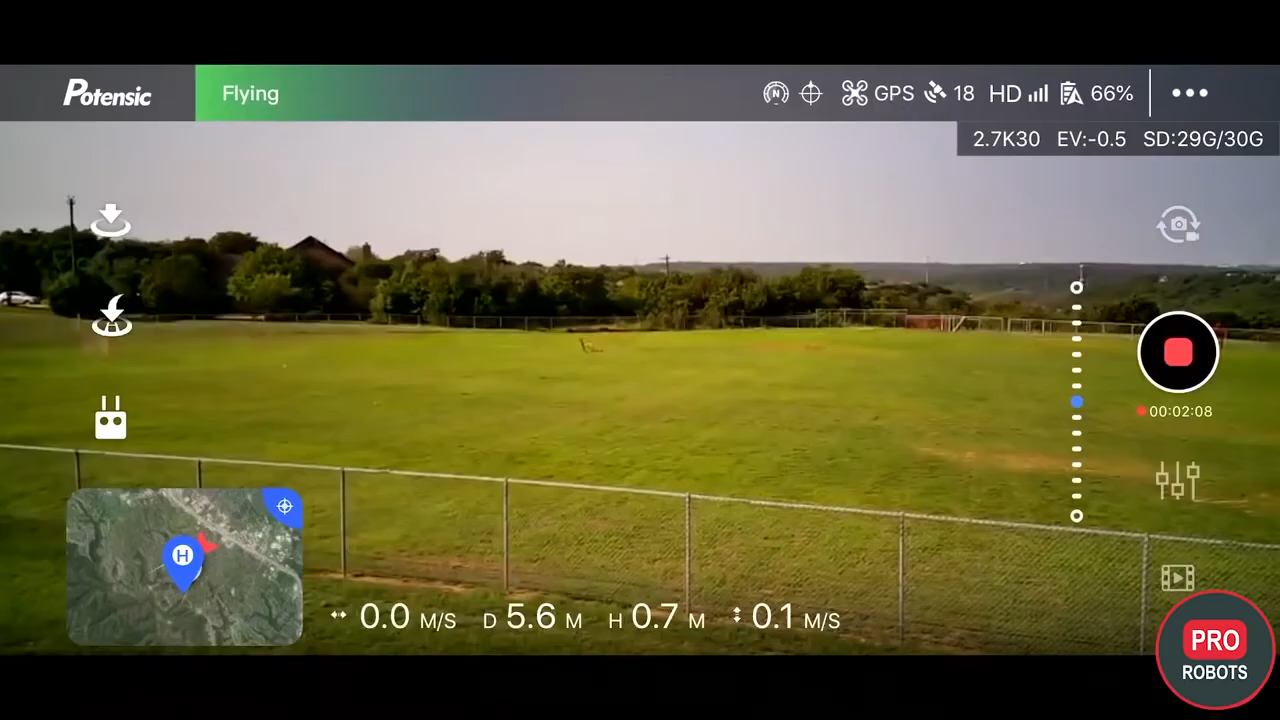 Potensic
Flying
N
GPS
18
HD
66%
2.7K30 EV:-0.5 SD:29G/30G
00:02:08
H
0.0 M/S D 5.6 M H 0.7 M 0.1 M/S
PRO
ROBOTS